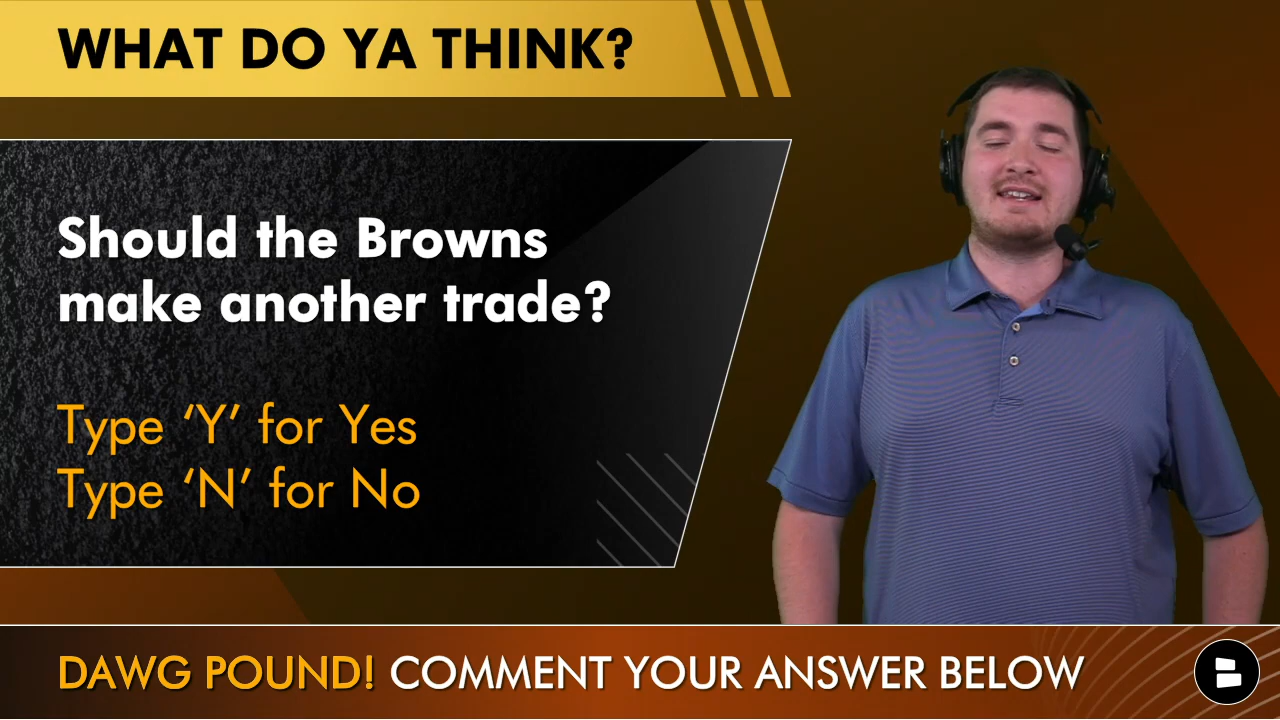 WHAT DO YA THINK?
Should the Browns
make another trade?
Type ‘Y’ for Yes
Type ‘N’ for No
DAWG POUND! COMMENT YOUR ANSWER BELOW